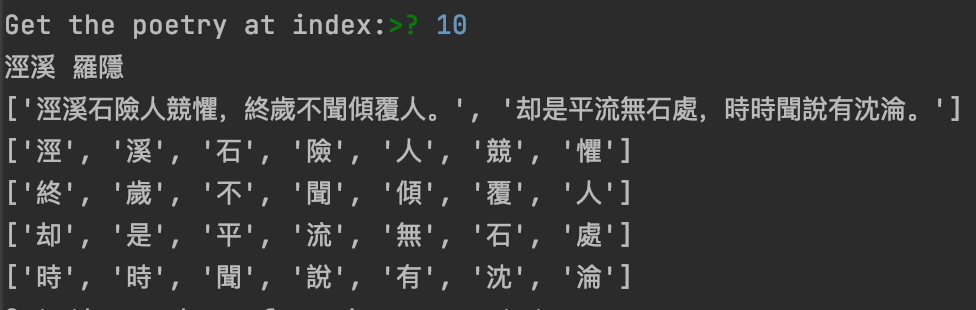 Get the poetry at index:>? 10
涇溪 羅隱
['涇溪石險人競懼，終歲不聞傾覆人。', '却是平流無石處，時時聞說有沈淪。']
['涇', '溪', '石', '險', '人', '競', '懼']
['終', '歲', '不', '聞', '傾', '覆', '人']
['却', '是', '平', '流', '無', '石', '處']
['時', '時', '聞', '說', '有', '沈', '淪']